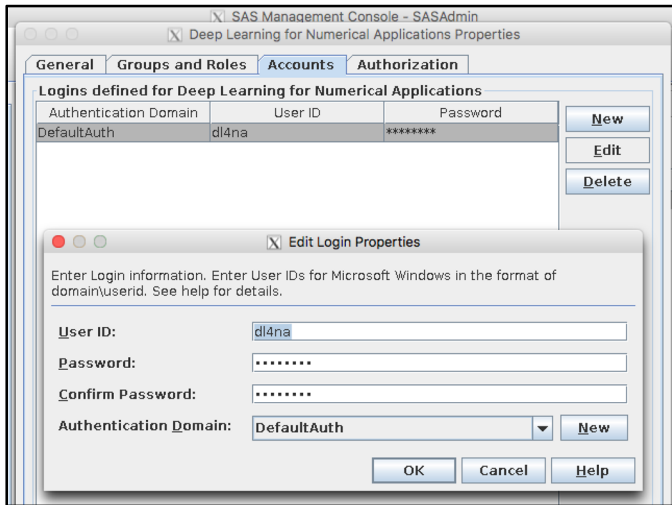 SAS Management Console - SASAdmin
Deep Learning for Numerical Applications Properties
General Groups and Roles Accounts Authorization
Logins defined for Deep Learning for Numerical Applications
Authentication Domain User ID Password
DefaultAuth dl4na ********
New
Edit
Delete
Edit Login Properties
Enter Login information. Enter User IDs for Microsoft Windows in the format of
domain\userid. See help for details.
User ID: dl4na
Password: ••••••••
Confirm Password: ••••••••
Authentication Domain: DefaultAuth New
OK Cancel Help